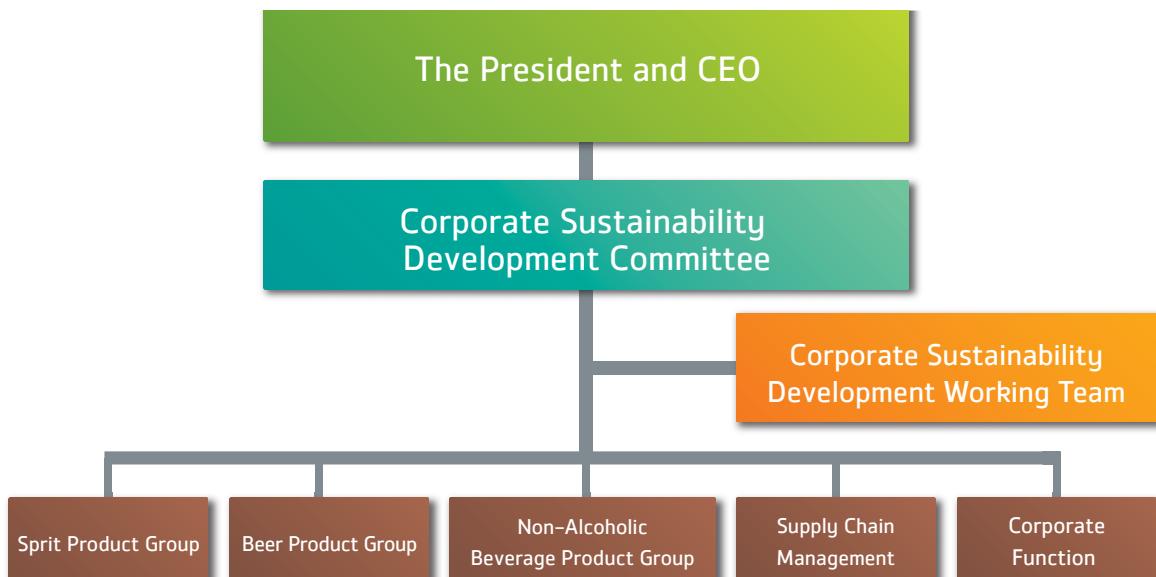 The President and CEO
Corporate Sustainability
Development Committee
Corporate Sustainability
Development Working Team
Sprit Product Group
Beer Product Group
Non-Alcoholic
Beverage Product Group
Supply Chain
Management
Corporate
Function